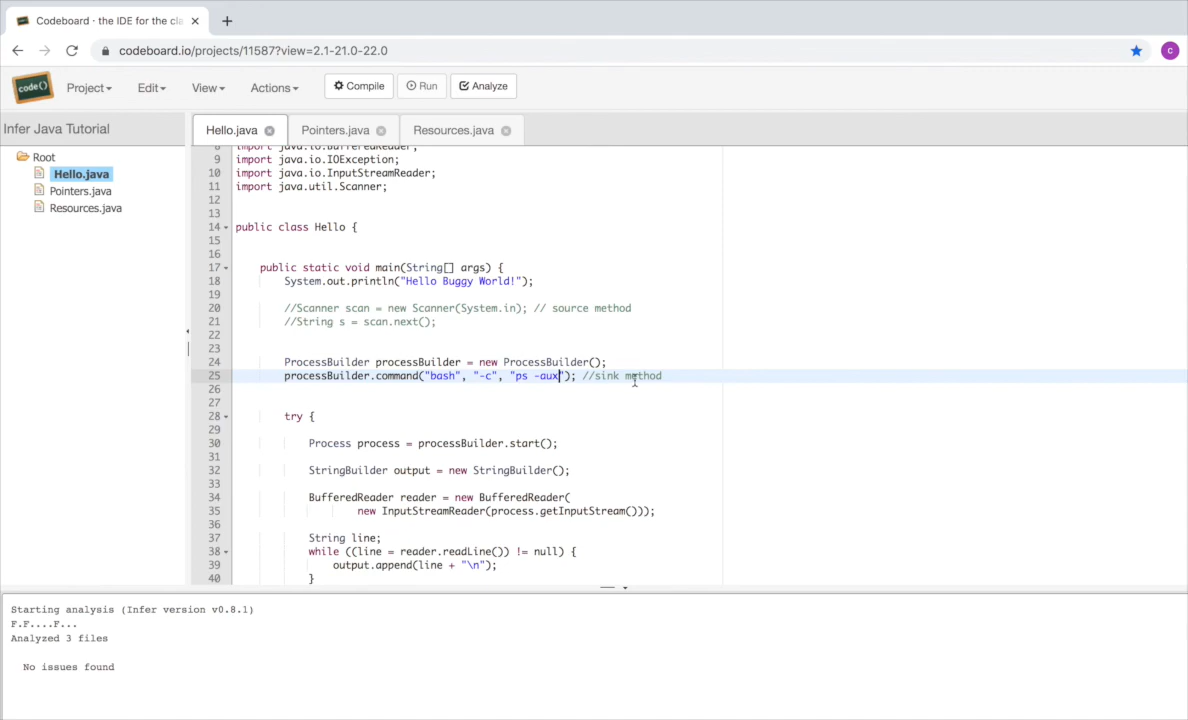 Codeboard · the IDE for the cla
codeboard.io/projects/11587?view=2.1-21.0-22.0
c
code()
Project
Edit
View
Actions
Compile
Run
Analyze
Infer Java Tutorial
Root
Hello.java
Pointers.java
Resources.java
Hello.java
Pointers.java
Resources.java
8 import java.io.BufferedReader;
9 import java.io.IOException;
10 import java.io.InputStreamReader;
11 import java.util.Scanner;
12
13
14 public class Hello {
15
16
17 public static void main(String[] args) {
18 System.out.println("Hello Buggy World!");
19
20 //Scanner scan = new Scanner(System.in); // source method
21 //String s = scan.next();
22
23
24 ProcessBuilder processBuilder = new ProcessBuilder();
25 processBuilder.command("bash", "-c", "ps -aux"); //sink method
26
27
28 try {
29
30 Process process = processBuilder.start();
31
32 StringBuilder output = new StringBuilder();
33
34 BufferedReader reader = new BufferedReader(
35 new InputStreamReader(process.getInputStream()));
36
37 String line;
38 while ((line = reader.readLine()) != null) {
39 output.append(line + "\n");
40 }
Starting analysis (Infer version v0.8.1)
F.F....F...
Analyzed 3 files
No issues found